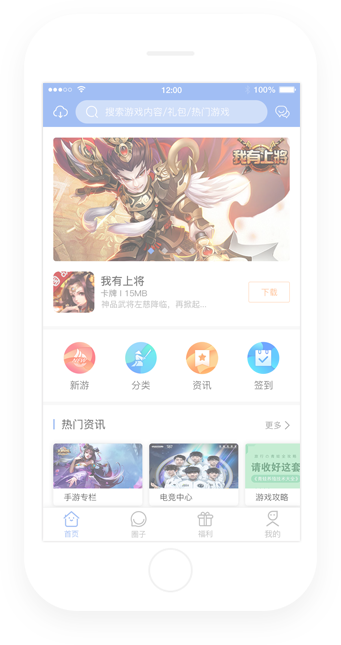 12:00
100%
搜索游戏内容/礼包/热门游戏
我有上将
我有上将
卡牌 | 15MB
神品武将左慈降临，再掀起...
下载
新游
分类
资讯
签到
热门资讯
更多
手游专栏
电竞中心
请收好这套
游戏攻略
首页
圈子
福利
我的